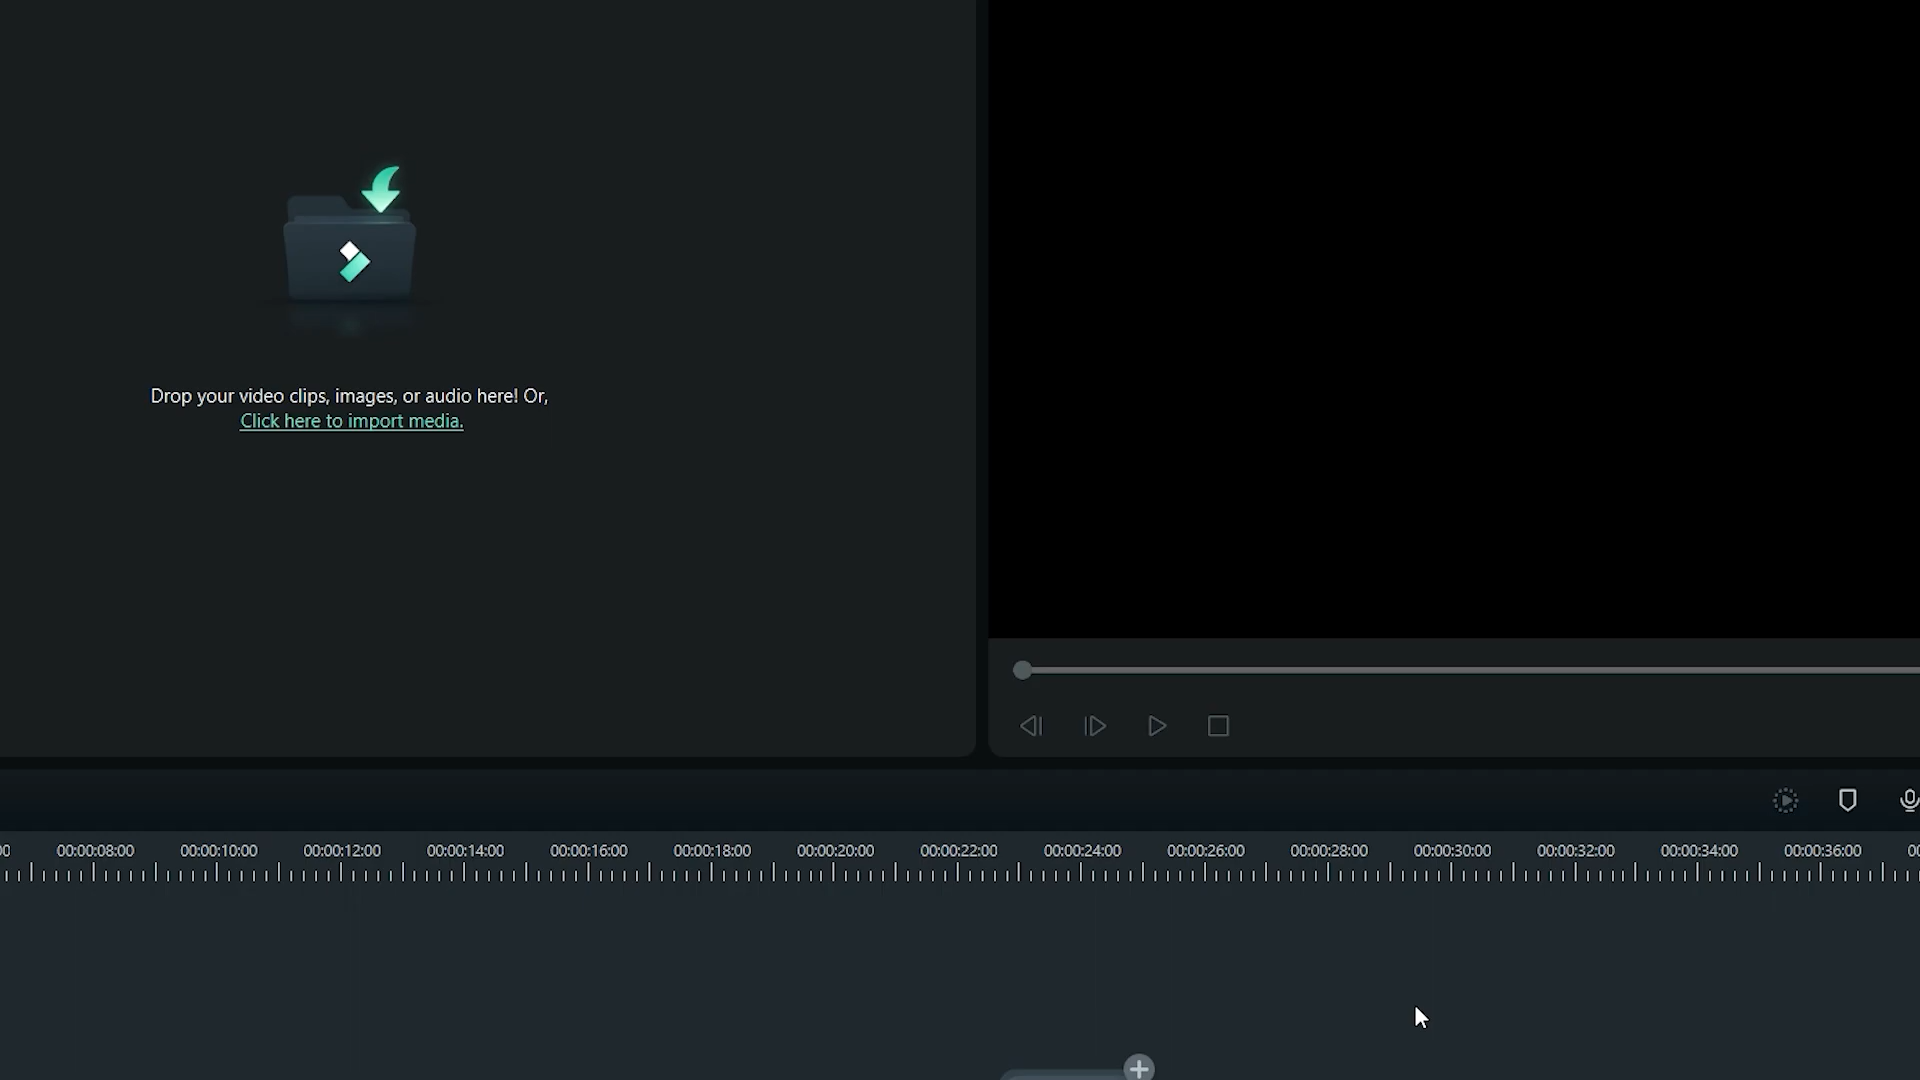 Drop your video clips, images, or audio here! Or,
Click here to import media.
00:00:08:00 00:00:10:00 00:00:12:00 00:00:14:00 00:00:16:00 00:00:18:00 00:00:20:00 00:00:22:00 00:00:24:00 00:00:26:00 00:00:28:00 00:00:30:00 00:00:32:00 00:00:34:00 00:00:36:00